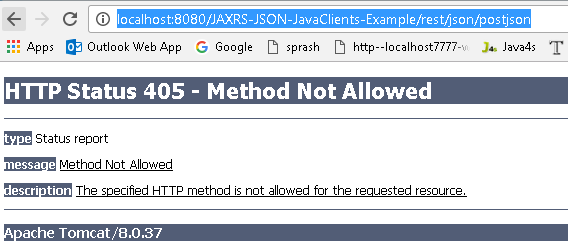 localhost:8080/JAXRS-JSON-JavaClients-Example/rest/json/postjson
Apps Outlook Web App Google sprash http--localhost7777-w Java4s T
HTTP Status 405 - Method Not Allowed
type Status report
message Method Not Allowed
description The specified HTTP method is not allowed for the requested resource.
Apache Tomcat/8.0.37